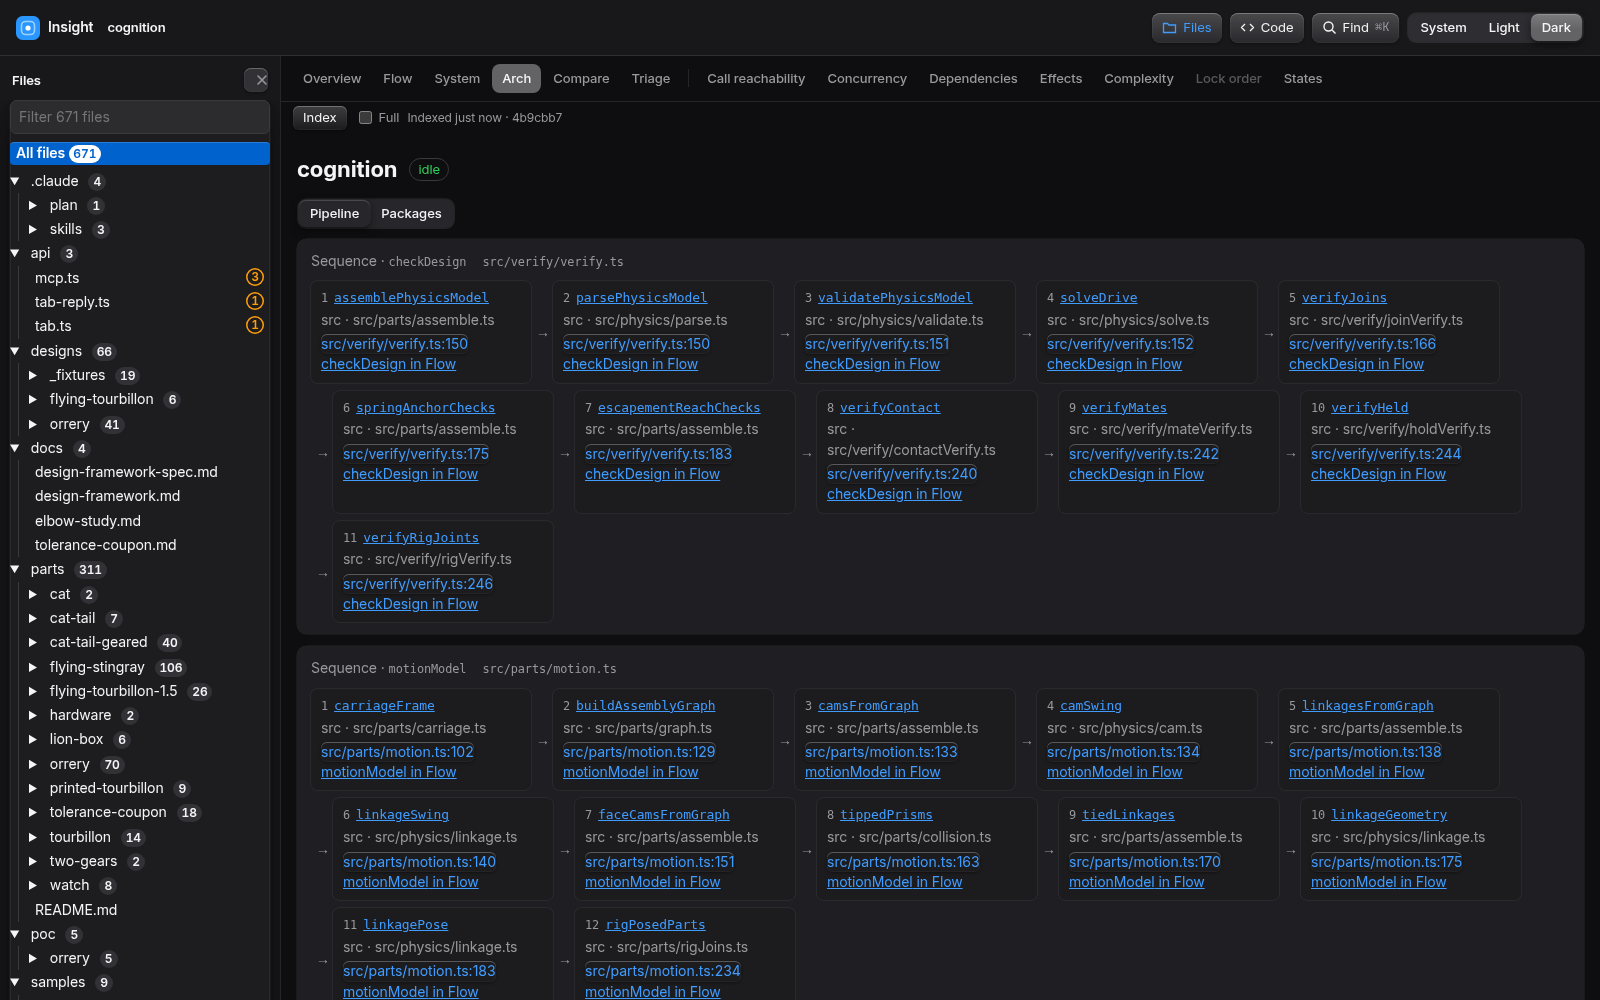 Insight cognition
Files Code Find ⌘K System Light Dark
Files
Filter 671 files
All files 671
.claude 4
plan 1
skills 3
api 3
mcp.ts 3
tab-reply.ts 1
tab.ts 1
designs 66
_fixtures 19
flying-tourbillon 6
orrery 41
docs 4
design-framework-spec.md
design-framework.md
elbow-study.md
tolerance-coupon.md
parts 311
cat 2
cat-tail 7
cat-tail-geared 40
flying-stingray 106
flying-tourbillon-1.5 26
hardware 2
lion-box 6
orrery 70
printed-tourbillon 9
tolerance-coupon 18
tourbillon 14
two-gears 2
watch 8
README.md
poc 5
orrery 5
samples 9
Overview Flow System Arch Compare Triage Call reachability Concurrency Dependencies Effects Complexity Lock order States
Index Full Indexed just now · 4b9cbb7
cognition idle
Pipeline Packages
Sequence · checkDesign src/verify/verify.ts
1 assemblePhysicsModel
src · src/parts/assemble.ts
src/verify/verify.ts:150
checkDesign in Flow
→
2 parsePhysicsModel
src · src/physics/parse.ts
src/verify/verify.ts:150
checkDesign in Flow
→
3 validatePhysicsModel
src · src/physics/validate.ts
src/verify/verify.ts:151
checkDesign in Flow
→
4 solveDrive
src · src/physics/solve.ts
src/verify/verify.ts:152
checkDesign in Flow
→
5 verifyJoins
src · src/verify/joinVerify.ts
src/verify/verify.ts:166
checkDesign in Flow
→
6 springAnchorChecks
src · src/parts/assemble.ts
src/verify/verify.ts:175
checkDesign in Flow
→
7 escapementReachChecks
src · src/parts/assemble.ts
src/verify/verify.ts:183
checkDesign in Flow
→
8 verifyContact
src ·
src/verify/contactVerify.ts
src/verify/verify.ts:240
checkDesign in Flow
→
9 verifyMates
src · src/verify/mateVerify.ts
src/verify/verify.ts:242
checkDesign in Flow
→
10 verifyHeld
src · src/verify/holdVerify.ts
src/verify/verify.ts:244
checkDesign in Flow
→
11 verifyRigJoints
src · src/verify/rigVerify.ts
src/verify/verify.ts:246
checkDesign in Flow
Sequence · motionModel src/parts/motion.ts
1 carriageFrame
src · src/parts/carriage.ts
src/parts/motion.ts:102
motionModel in Flow
→
2 buildAssemblyGraph
src · src/parts/graph.ts
src/parts/motion.ts:129
motionModel in Flow
→
3 camsFromGraph
src · src/parts/assemble.ts
src/parts/motion.ts:133
motionModel in Flow
→
4 camSwing
src · src/physics/cam.ts
src/parts/motion.ts:134
motionModel in Flow
→
5 linkagesFromGraph
src · src/parts/assemble.ts
src/parts/motion.ts:138
motionModel in Flow
→
6 linkageSwing
src · src/physics/linkage.ts
src/parts/motion.ts:140
motionModel in Flow
→
7 faceCamsFromGraph
src · src/parts/assemble.ts
src/parts/motion.ts:151
motionModel in Flow
→
8 tippedPrisms
src · src/parts/collision.ts
src/parts/motion.ts:163
motionModel in Flow
→
9 tiedLinkages
src · src/parts/assemble.ts
src/parts/motion.ts:170
motionModel in Flow
→
10 linkageGeometry
src · src/physics/linkage.ts
src/parts/motion.ts:175
motionModel in Flow
→
11 linkagePose
src · src/physics/linkage.ts
src/parts/motion.ts:183
motionModel in Flow
→
12 rigPosedParts
src · src/parts/rigJoins.ts
src/parts/motion.ts:234
motionModel in Flow